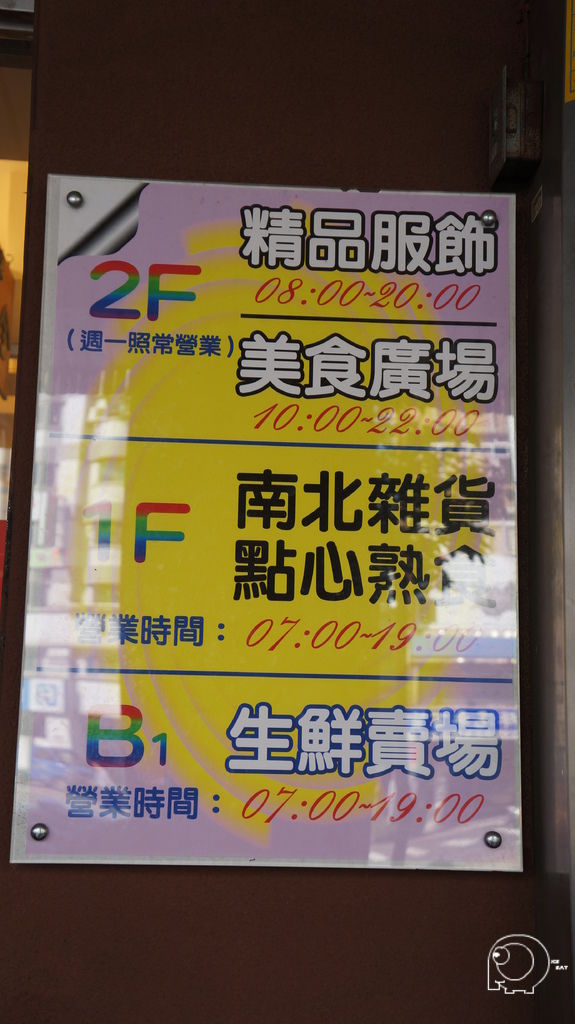 2F
(週一照常營業)
精品服飾
08:00~20:00
美食廣場
10:00~22:00
1F
南北雜貨
點心熟食
營業時間：07:00~19:00
B1
生鮮賣場
營業時間：07:00~19:00
ICE
BAY